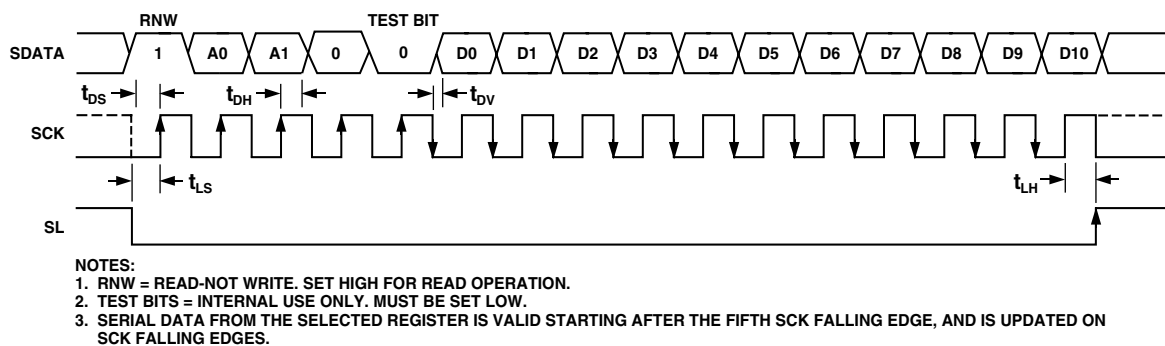 RNW TEST BIT
SDATA 1 A0 A1 0 0 D0 D1 D2 D3 D4 D5 D6 D7 D8 D9 D10
tDS tDH tDV
SCK
tLS tLH
SL
NOTES:
1. RNW = READ-NOT WRITE. SET HIGH FOR READ OPERATION.
2. TEST BITS = INTERNAL USE ONLY. MUST BE SET LOW.
3. SERIAL DATA FROM THE SELECTED REGISTER IS VALID STARTING AFTER THE FIFTH SCK FALLING EDGE, AND IS UPDATED ON
SCK FALLING EDGES.